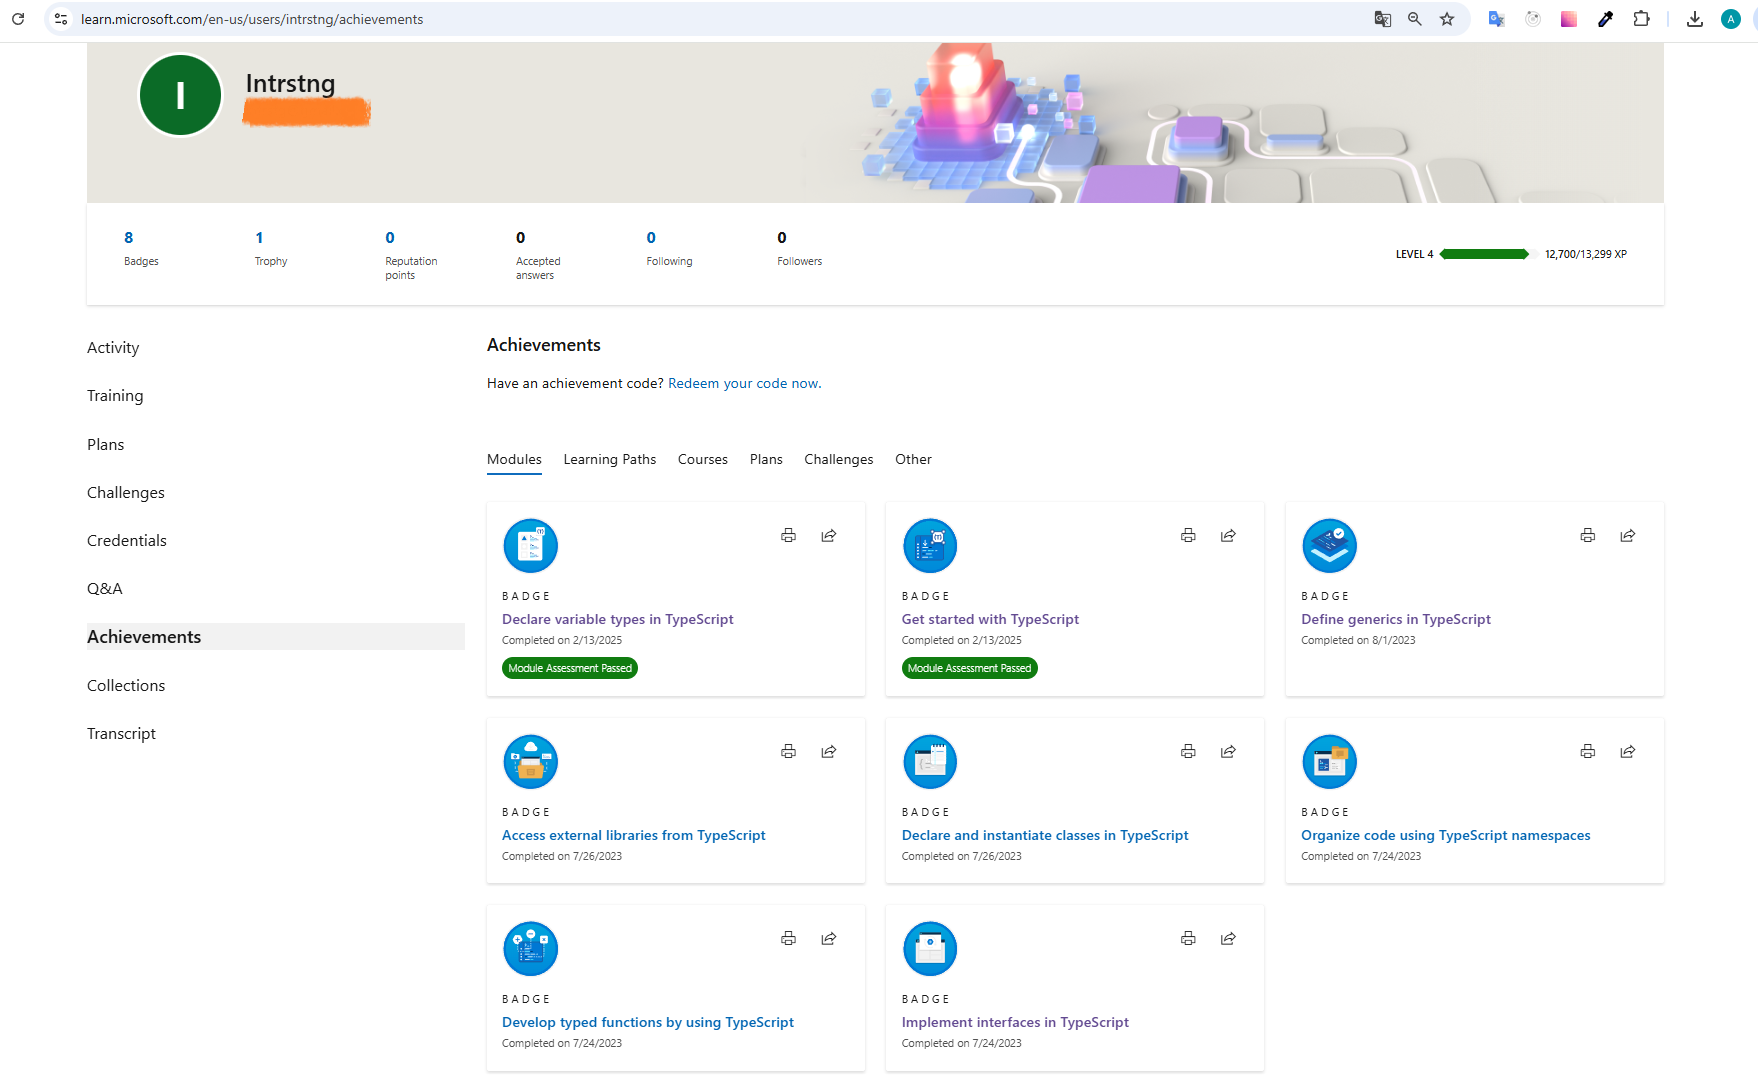 learn.microsoft.com/en-us/users/intrstng/achievements
A
I
Intrstng
8
Badges
1
Trophy
0
Reputation
points
0
Accepted
answers
0
Following
0
Followers
LEVEL 4
12,700/13,299 XP
Activity
Training
Plans
Challenges
Credentials
Q&A
Achievements
Collections
Transcript
Achievements
Have an achievement code? Redeem your code now.
Modules Learning Paths Courses Plans Challenges Other
BADGE
Declare variable types in TypeScript
Completed on 2/13/2025
Module Assessment Passed
BADGE
Get started with TypeScript
Completed on 2/13/2025
Module Assessment Passed
BADGE
Define generics in TypeScript
Completed on 8/1/2023
BADGE
Access external libraries from TypeScript
Completed on 7/26/2023
BADGE
Declare and instantiate classes in TypeScript
Completed on 7/26/2023
BADGE
Organize code using TypeScript namespaces
Completed on 7/24/2023
BADGE
Develop typed functions by using TypeScript
Completed on 7/24/2023
BADGE
Implement interfaces in TypeScript
Completed on 7/24/2023